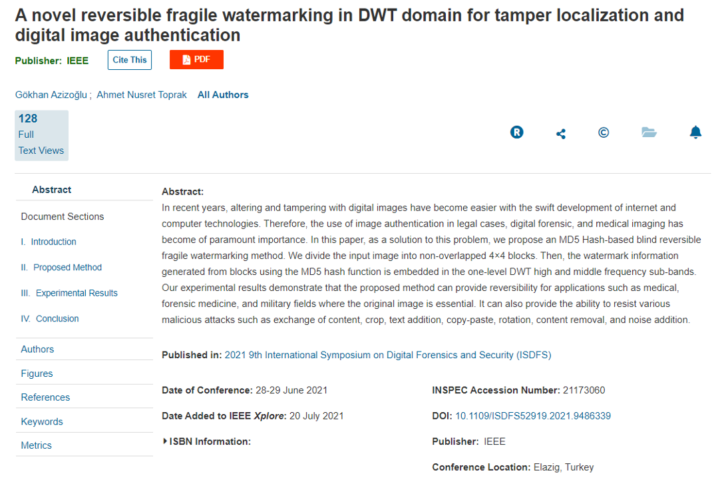 A novel reversible fragile watermarking in DWT domain for tamper localization and
digital image authentication
Publisher: IEEE
Cite This
PDF
Gökhan Azizoğlu ; Ahmet Nusret Toprak All Authors
128
Full
Text Views
R
©
Abstract
Document Sections
I. Introduction
II. Proposed Method
III. Experimental Results
IV. Conclusion
Authors
Figures
References
Keywords
Metrics
Abstract:
In recent years, altering and tampering with digital images have become easier with the swift development of internet and
computer technologies. Therefore, the use of image authentication in legal cases, digital forensic, and medical imaging has
become of paramount importance. In this paper, as a solution to this problem, we propose an MD5 Hash-based blind reversible
fragile watermarking method. We divide the input image into non-overlapped 4×4 blocks. Then, the watermark information
generated from blocks using the MD5 hash function is embedded in the one-level DWT high and middle frequency sub-bands.
Our experimental results demonstrate that the proposed method can provide reversibility for applications such as medical,
forensic medicine, and military fields where the original image is essential. It can also provide the ability to resist various
malicious attacks such as exchange of content, crop, text addition, copy-paste, rotation, content removal, and noise addition.
Published in: 2021 9th International Symposium on Digital Forensics and Security (ISDFS)
Date of Conference: 28-29 June 2021
Date Added to IEEE Xplore: 20 July 2021
ISBN Information:
INSPEC Accession Number: 21173060
DOI: 10.1109/ISDFS52919.2021.9486339
Publisher: IEEE
Conference Location: Elazig, Turkey